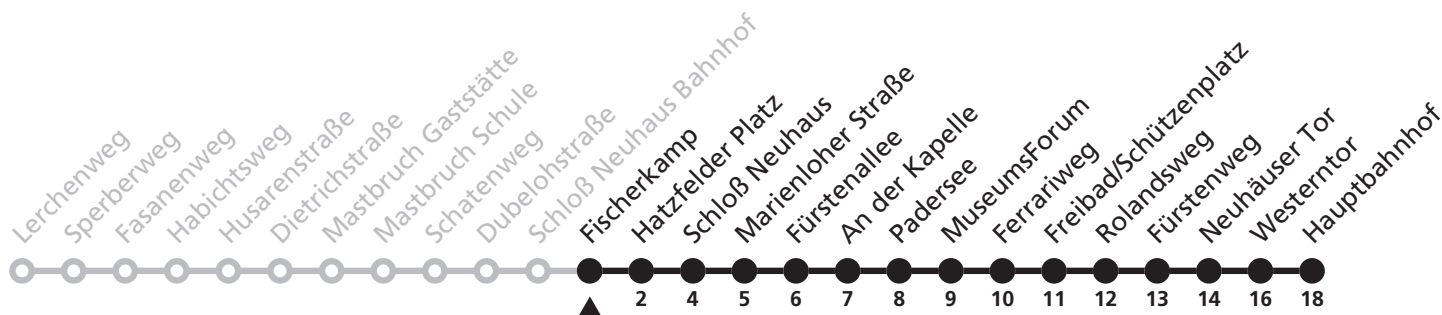 Lerchenweg
Sperberweg
Fasanenweg
Habichtsweg
Husarenstraße
Dietrichstraße
Mastbruch Gaststätte
Mastbruch Schule
Schatenweg
Dubelohstraße
Schloß Neuhaus Bahnhof
Fischerkamp
Hatzfelder Platz
Schloß Neuhaus
Marienloher Straße
Fürstenallee
An der Kapelle
Padersee
MuseumsForum
Ferrariweg
Freibad/Schützenplatz
Rolandsweg
Fürstenweg
Neuhäuser Tor
Westerntor
Hauptbahnhof
2 4 5 6 7 8 9 10 11 12 13 14 16 18